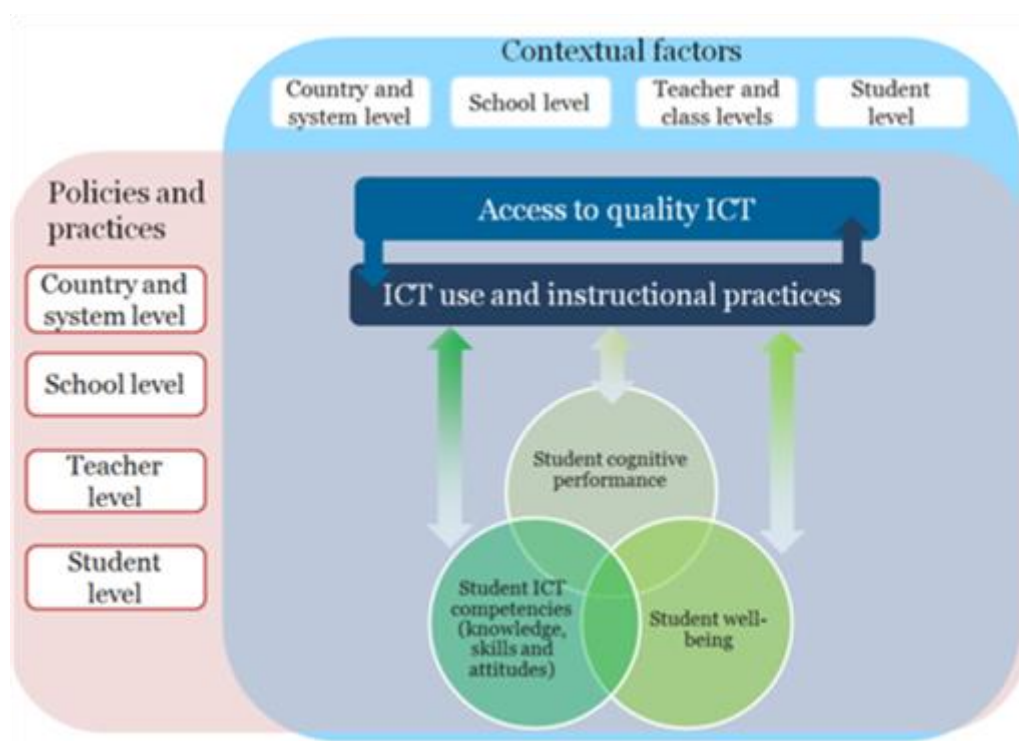 Contextual factors
Country and
system level
School level
Teacher and
class levels
Student
level
Policies and
practices
Country and
system level
School level
Teacher
level
Student
level
Access to quality ICT
ICT use and instructional practices
Student cognitive
performance
Student ICT
competencies
(knowledge,
skills and
attitudes)
Student well-
being